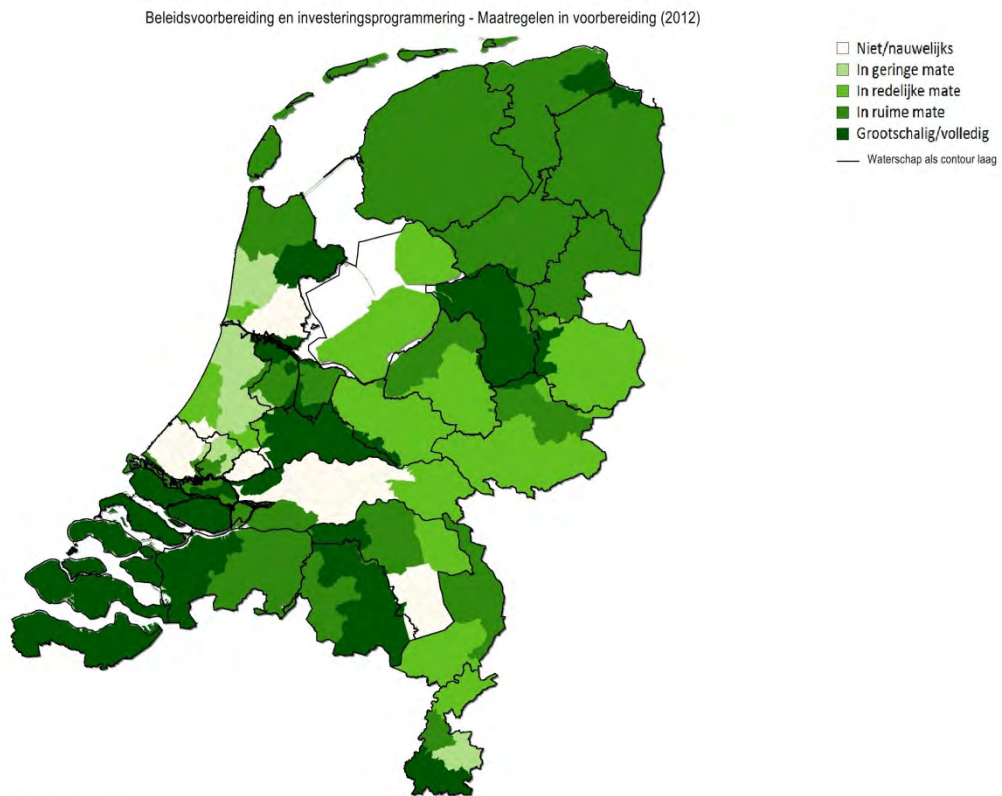 Beleidsvoorbereiding en investeringsprogrammering - Maatregelen in voorbereiding (2012)
Niet/nauwelijks
In geringe mate
In redelijke mate
In ruime mate
Grootschalig/volledig
Waterschap als contour laag